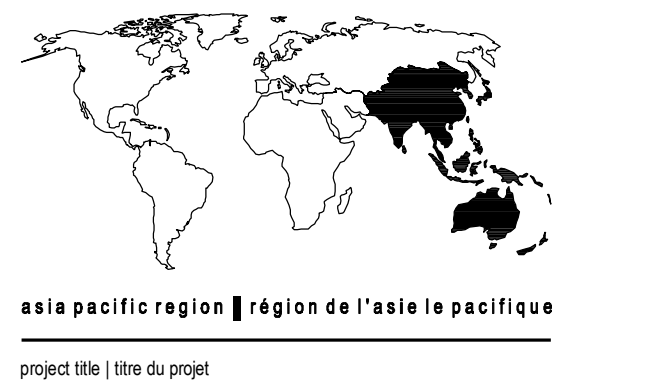 asia pacific region | région de l'asie le pacifique
project title | titre du projet